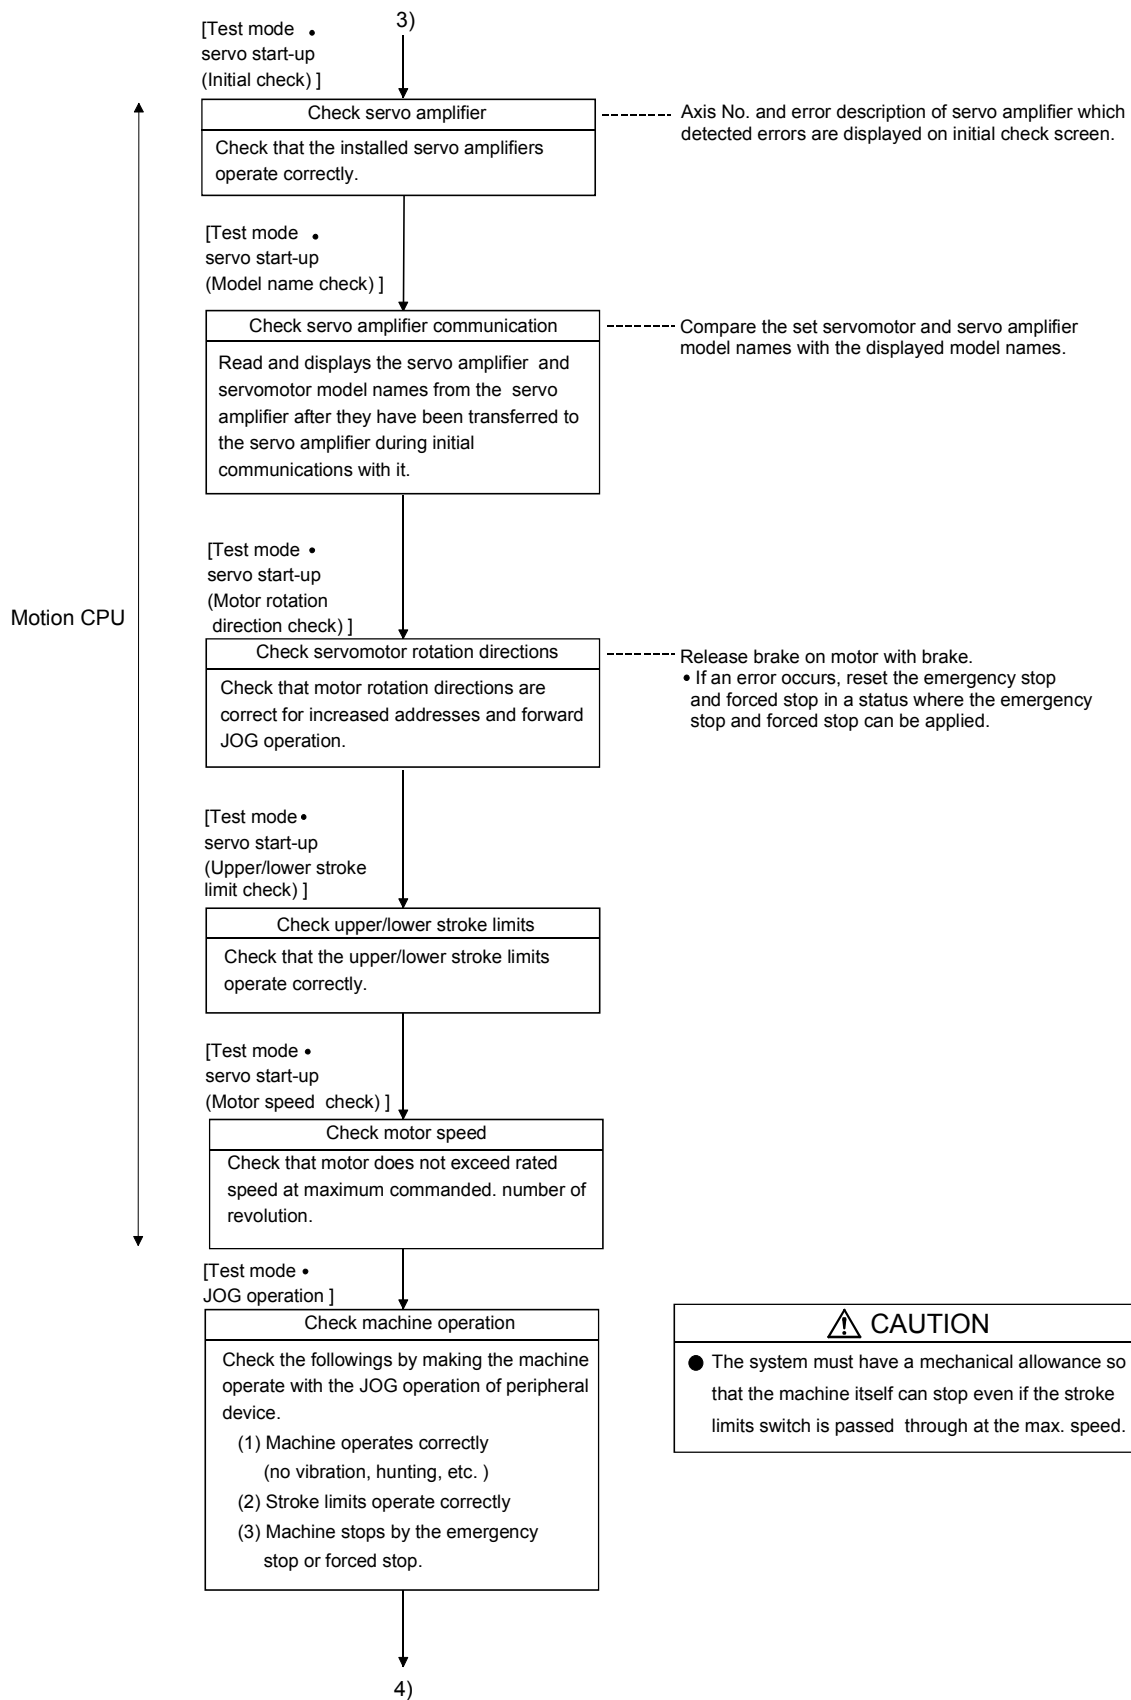 3)
[Test mode •
servo start-up
(Initial check) ]
Check servo amplifier
Check that the installed servo amplifiers
operate correctly.
Axis No. and error description of servo amplifier which
detected errors are displayed on initial check screen.
[Test mode •
servo start-up
(Model name check) ]
Check servo amplifier communication
Read and displays the servo amplifier and
servomotor model names from the servo
amplifier after they have been transferred to
the servo amplifier during initial
communications with it.
Compare the set servomotor and servo amplifier
model names with the displayed model names.
[Test mode •
servo start-up
(Motor rotation
direction check) ]
Motion CPU
Check servomotor rotation directions
Check that motor rotation directions are
correct for increased addresses and forward
JOG operation.
Release brake on motor with brake.
• If an error occurs, reset the emergency stop
and forced stop in a status where the emergency
stop and forced stop can be applied.
[Test mode •
servo start-up
(Upper/lower stroke
limit check) ]
Check upper/lower stroke limits
Check that the upper/lower stroke limits
operate correctly.
[Test mode •
servo start-up
(Motor speed check) ]
Check motor speed
Check that motor does not exceed rated
speed at maximum commanded. number of
revolution.
[Test mode •
JOG operation ]
Check machine operation
Check the followings by making the machine
operate with the JOG operation of peripheral
device.
(1) Machine operates correctly
(no vibration, hunting, etc. )
(2) Stroke limits operate correctly
(3) Machine stops by the emergency
stop or forced stop.
⚠ CAUTION
● The system must have a mechanical allowance so
that the machine itself can stop even if the stroke
limits switch is passed through at the max. speed.
4)